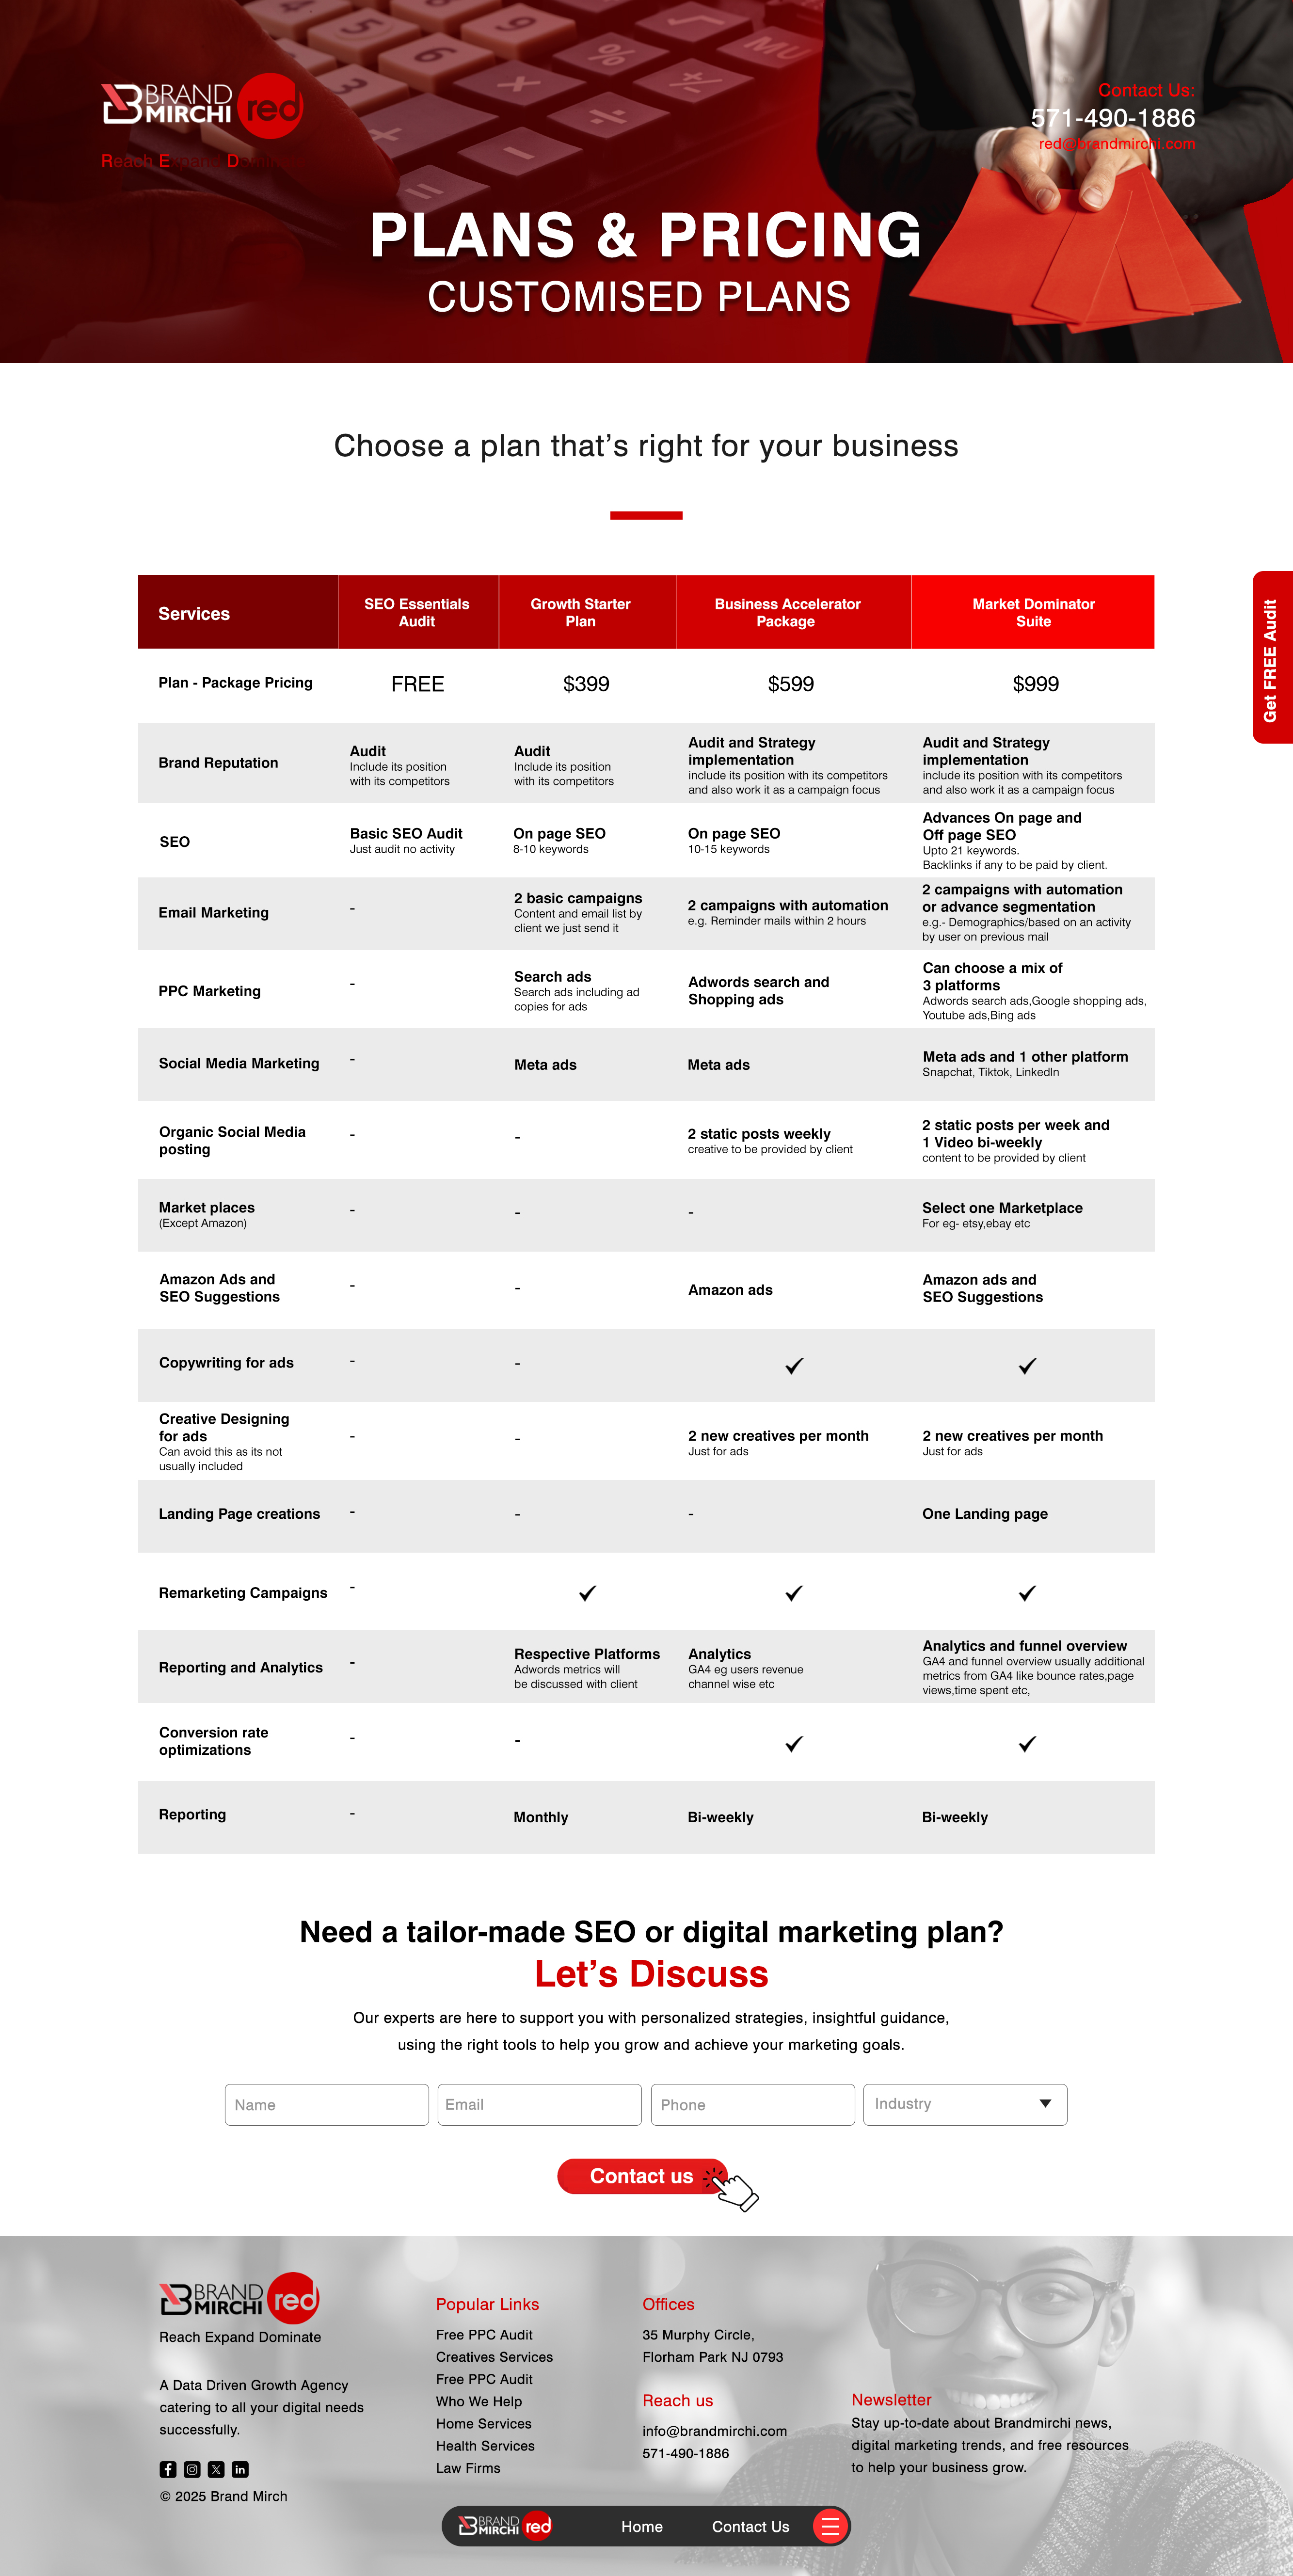 BRAND
MIRCHI red
Reach Expand
Contact Us:
571-490-1886
red@brandmirchi.com
PLANS & PRICING
CUSTOMISED PLANS
Choose a plan that's right for your business
Get FREE Audit
Services
SEO Essentials
Audit
Growth Starter
Plan
Business Accelerator
Package
Market Dominator
Suite
Plan - Package Pricing
FREE
$399
$599
$999
Brand Reputation
Audit
Include its position
with its competitors
Audit
Include its position
with its competitors
Audit and Strategy
implementation
include its position with its competitors
and also work it as a campaign focus
Audit and Strategy
implementation
include its position with its competitors
and also work it as a campaign focus
SEO
Basic SEO Audit
Just audit no activity
On page SEO
8-10 keywords
On page SEO
10-15 keywords
Advances On page and
Off page SEO
Upto 21 keywords.
Backlinks if any to be paid by client.
Email Marketing
-
2 basic campaigns
Content and email list by
client we just send it
2 campaigns with automation
e.g. Reminder mails within 2 hours
2 campaigns with automation
or advance segmentation
e.g.- Demographics/based on an activity
by user on previous mail
PPC Marketing
-
Search ads
Search ads including ad
copies for ads
Adwords search and
Shopping ads
Can choose a mix of
3 platforms
Adwords search ads,Google shopping ads,
Youtube ads,Bing ads
Social Media Marketing
-
Meta ads
Meta ads
Meta ads and 1 other platform
Snapchat, Tiktok, LinkedIn
Organic Social Media
posting
-
-
2 static posts weekly
creative to be provided by client
2 static posts per week and
1 Video bi-weekly
content to be provided by client
Market places
(Except Amazon)
-
-
-
Select one Marketplace
For eg- etsy,ebay etc
Amazon Ads and
SEO Suggestions
-
-
Amazon ads
Amazon ads and
SEO Suggestions
Copywriting for ads
-
-
✓
✓
Creative Designing
for ads
Can avoid this as its not
usually included
-
-
2 new creatives per month
Just for ads
2 new creatives per month
Just for ads
Landing Page creations
-
-
-
One Landing page
Remarketing Campaigns
-
✓
✓
✓
Reporting and Analytics
-
Respective Platforms
Adwords metrics will
be discussed with client
Analytics
GA4 eg users revenue
channel wise etc
Analytics and funnel overview
GA4 and funnel overview usually additional
metrics from GA4 like bounce rates,page
views,time spent etc,
Conversion rate
optimizations
-
-
✓
✓
Reporting
-
Monthly
Bi-weekly
Bi-weekly
Need a tailor-made SEO or digital marketing plan?
Let's Discuss
Our experts are here to support you with personalized strategies, insightful guidance,
using the right tools to help you grow and achieve your marketing goals.
Name
Email
Phone
Industry
Contact us
BRAND
MIRCHI red
Reach Expand Dominate
A Data Driven Growth Agency
catering to all your digital needs
successfully.
© 2025 Brand Mirch
Popular Links
Free PPC Audit
Creatives Services
Free PPC Audit
Who We Help
Home Services
Health Services
Law Firms
Offices
35 Murphy Circle,
Florham Park NJ 0793
Reach us
info@brandmirchi.com
571-490-1886
Newsletter
Stay up-to-date about Brandmirchi news,
digital marketing trends, and free resources
to help your business grow.
BRAND
MIRCHI red
Home
Contact Us